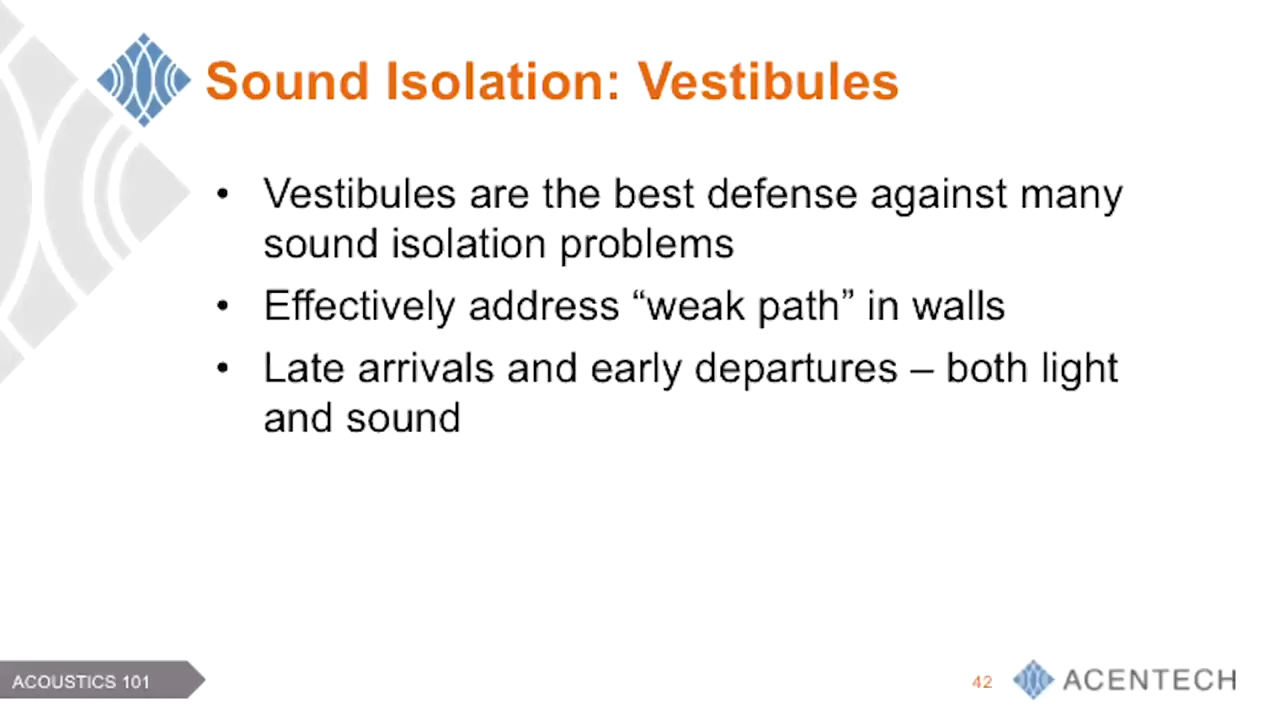 Sound Isolation: Vestibules
• Vestibules are the best defense against many
sound isolation problems
• Effectively address “weak path” in walls
• Late arrivals and early departures – both light
and sound
ACOUSTICS 101
42
ACENTECH